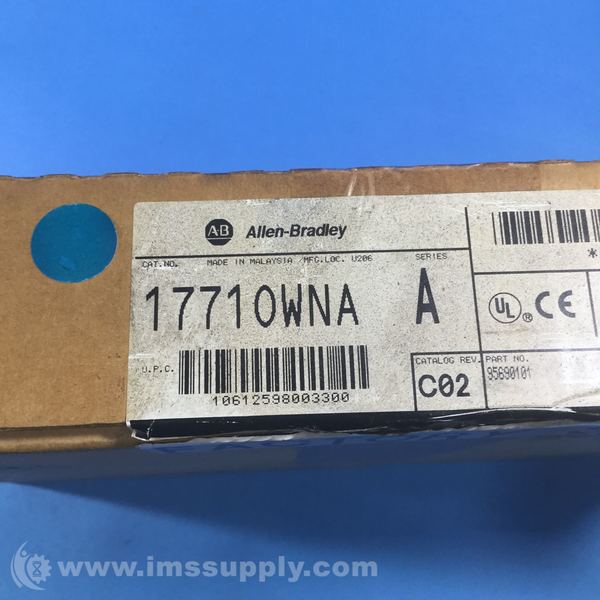 AB Allen-Bradley
CAT.NO. MADE IN MALAYSIA /MFG.LOC. U206 SERIES
17710WNA A
U.P.C.
10612598003300
CATALOG REV. PART NO.
C02 95690101
UL ® CE
*
www.imssupply.com